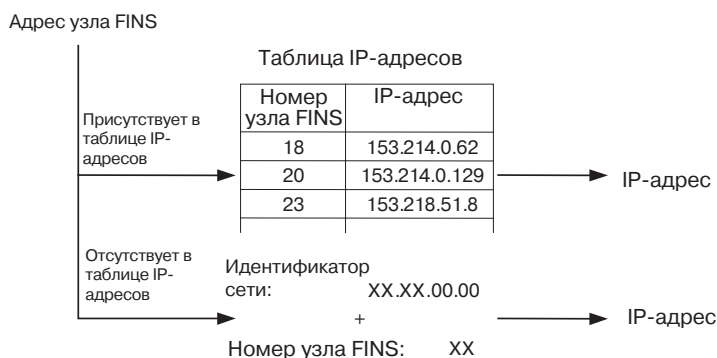 Адрес узла FINS
Таблица IP-адресов
Номер узла FINS IP-адрес
Присутствует в
таблице IP-
адресов
18 153.214.0.62
20 153.214.0.129
23 153.218.51.8
IP-адрес
Отсутствует в
таблице IP-
адресов
Идентификатор
сети: XX.XX.00.00
+
Номер узла FINS: XX
IP-адрес